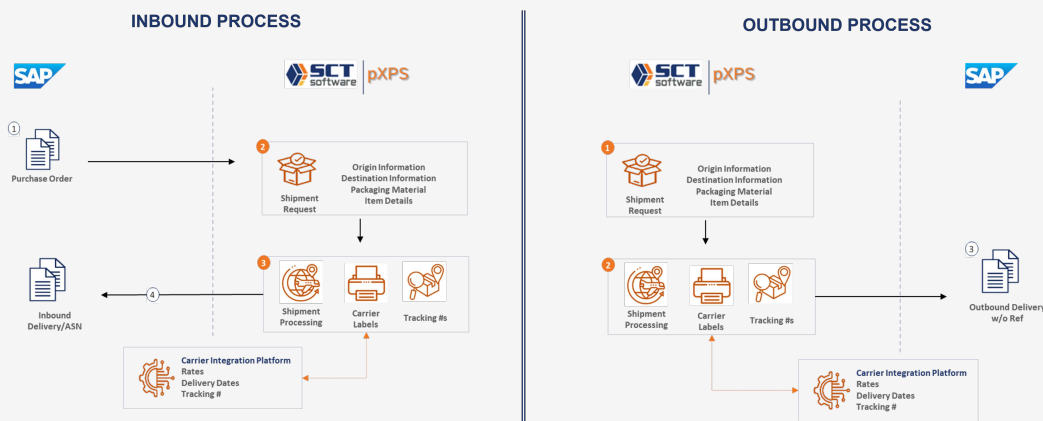 INBOUND PROCESS
SAP
SCT
software
pXPS
1
Purchase Order
2
Shipment
Request
Origin Information
Destination Information
Packaging Material
Item Details
3
Shipment
Processing
Carrier
Labels
Tracking #s
4
Inbound
Delivery/ASN
Carrier Integration Platform
Rates
Delivery Dates
Tracking #
OUTBOUND PROCESS
SCT
software
pXPS
SAP
1
Shipment
Request
Origin Information
Destination Information
Packaging Material
Item Details
2
Shipment
Processing
Carrier
Labels
Tracking #s
3
Outbound Delivery
w/o Ref
Carrier Integration Platform
Rates
Delivery Dates
Tracking #